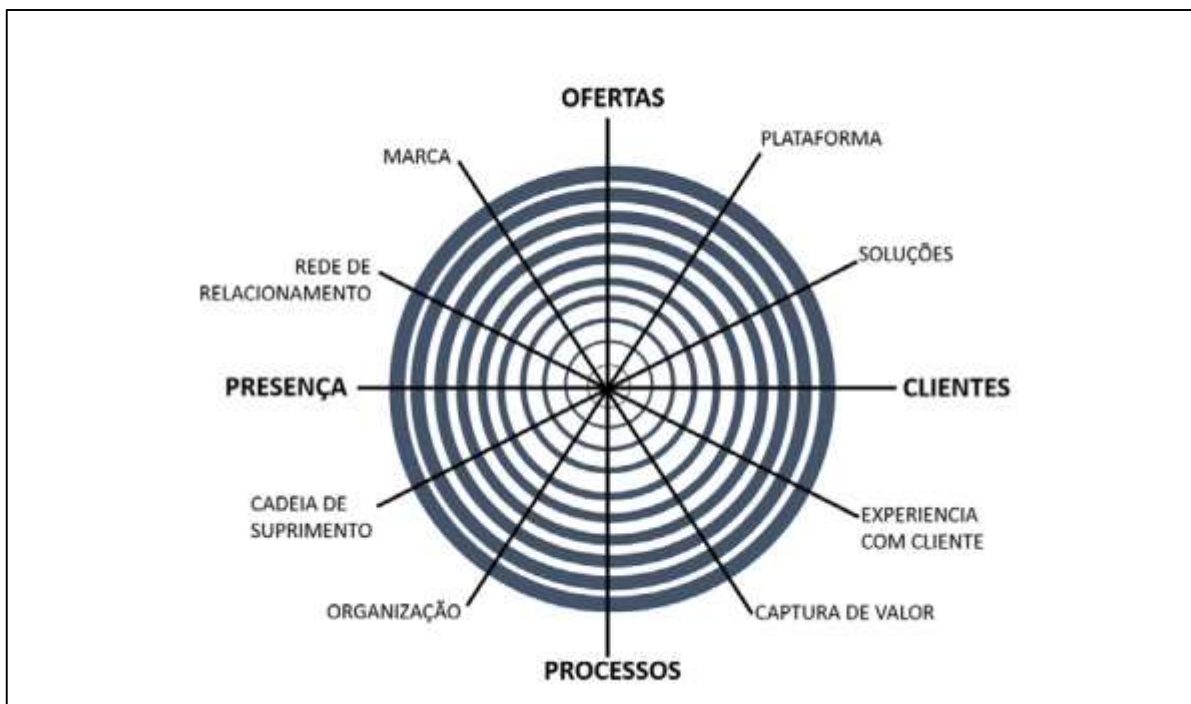 OFERTAS
MARCA
PLATAFORMA
REDE DE
RELACIONAMENTO
SOLUÇÕES
PRESENÇA
CLIENTES
CADEIA DE
SUPRIMENTO
EXPERIENCIA
COM CLIENTE
ORGANIZAÇÃO
CAPTURA DE VALOR
PROCESSOS